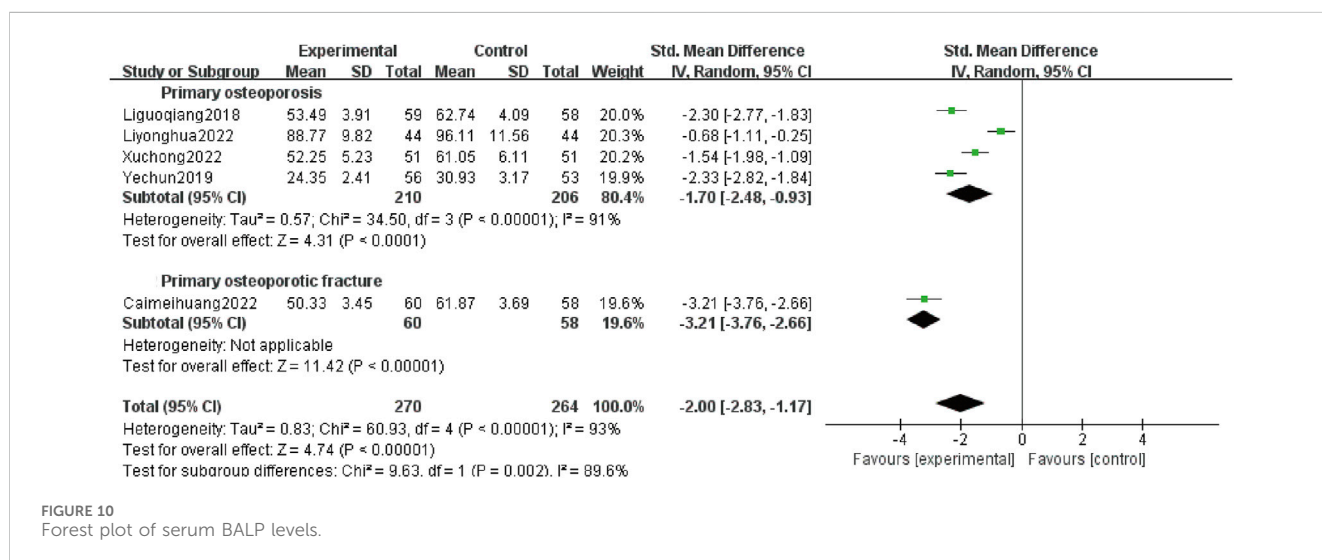 Experimental Control Std. Mean Difference Std. Mean Difference
Study or Subgroup Mean SD Total Mean SD Total Weight IV, Random, 95% CI IV, Random, 95% CI
Primary osteoporosis
Liguoqiang2018 53.49 3.91 59 62.74 4.09 58 20.0% -2.30 [-2.77, -1.83]
Liyonghua2022 88.77 9.82 44 96.11 11.56 44 20.3% -0.68 [-1.11, -0.25]
Xuchong2022 52.25 5.23 51 61.05 6.11 51 20.2% -1.54 [-1.98, -1.09]
Yechun2019 24.35 2.41 56 30.93 3.17 53 19.9% -2.33 [-2.82, -1.84]
Subtotal (95% CI) 210 206 80.4% -1.70 [-2.48, -0.93]
Heterogeneity: Tau² = 0.57; Chi² = 34.50, df = 3 (P < 0.00001); I² = 91%
Test for overall effect: Z = 4.31 (P < 0.0001)
Primary osteoporotic fracture
Caimeihuang2022 50.33 3.45 60 61.87 3.69 58 19.6% -3.21 [-3.76, -2.66]
Subtotal (95% CI) 60 58 19.6% -3.21 [-3.76, -2.66]
Heterogeneity: Not applicable
Test for overall effect: Z = 11.42 (P < 0.00001)
Total (95% CI) 270 264 100.0% -2.00 [-2.83, -1.17]
Heterogeneity: Tau² = 0.83; Chi² = 60.93, df = 4 (P < 0.00001); I² = 93%
Test for overall effect: Z = 4.74 (P < 0.00001)
Test for subgroup differences: Chi² = 9.63, df = 1 (P = 0.002), I² = 89.6%
-4 -2 0 2 4
Favours [experimental] Favours [control]
FIGURE 10
Forest plot of serum BALP levels.